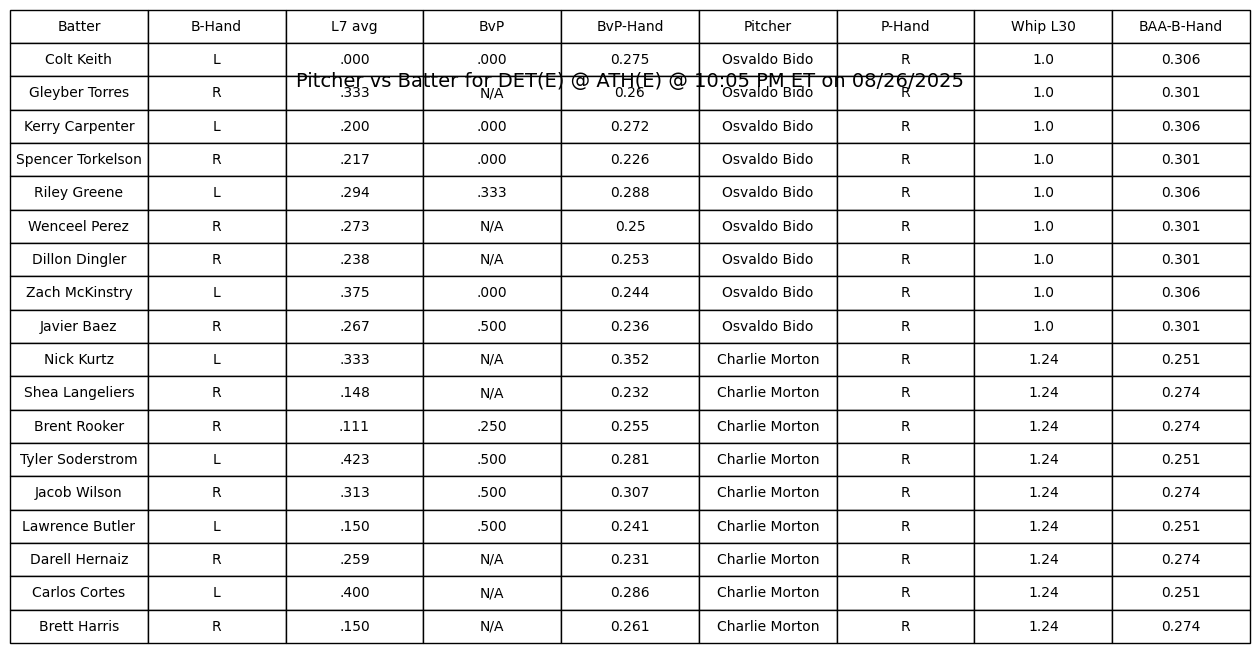 Batter B-Hand L7 avg BvP BvP-Hand Pitcher P-Hand Whip L30 BAA-B-Hand
Colt Keith L .000 .000 0.275 Osvaldo Bido R 1.0 0.306
Pitcher vs Batter for DET(E) @ ATH(E) @ 10:05 PM ET on 08/26/2025
Gleyber Torres R .333 N/A 0.26 Osvaldo Bido R 1.0 0.301
Kerry Carpenter L .200 .000 0.272 Osvaldo Bido R 1.0 0.306
Spencer Torkelson R .217 .000 0.226 Osvaldo Bido R 1.0 0.301
Riley Greene L .294 .333 0.288 Osvaldo Bido R 1.0 0.306
Wenceel Perez R .273 N/A 0.25 Osvaldo Bido R 1.0 0.301
Dillon Dingler R .238 N/A 0.253 Osvaldo Bido R 1.0 0.301
Zach McKinstry L .375 .000 0.244 Osvaldo Bido R 1.0 0.306
Javier Baez R .267 .500 0.236 Osvaldo Bido R 1.0 0.301
Nick Kurtz L .333 N/A 0.352 Charlie Morton R 1.24 0.251
Shea Langeliers R .148 N/A 0.232 Charlie Morton R 1.24 0.274
Brent Rooker R .111 .250 0.255 Charlie Morton R 1.24 0.274
Tyler Soderstrom L .423 .500 0.281 Charlie Morton R 1.24 0.251
Jacob Wilson R .313 .500 0.307 Charlie Morton R 1.24 0.274
Lawrence Butler L .150 .500 0.241 Charlie Morton R 1.24 0.251
Darell Hernaiz R .259 N/A 0.231 Charlie Morton R 1.24 0.274
Carlos Cortes L .400 N/A 0.286 Charlie Morton R 1.24 0.251
Brett Harris R .150 N/A 0.261 Charlie Morton R 1.24 0.274